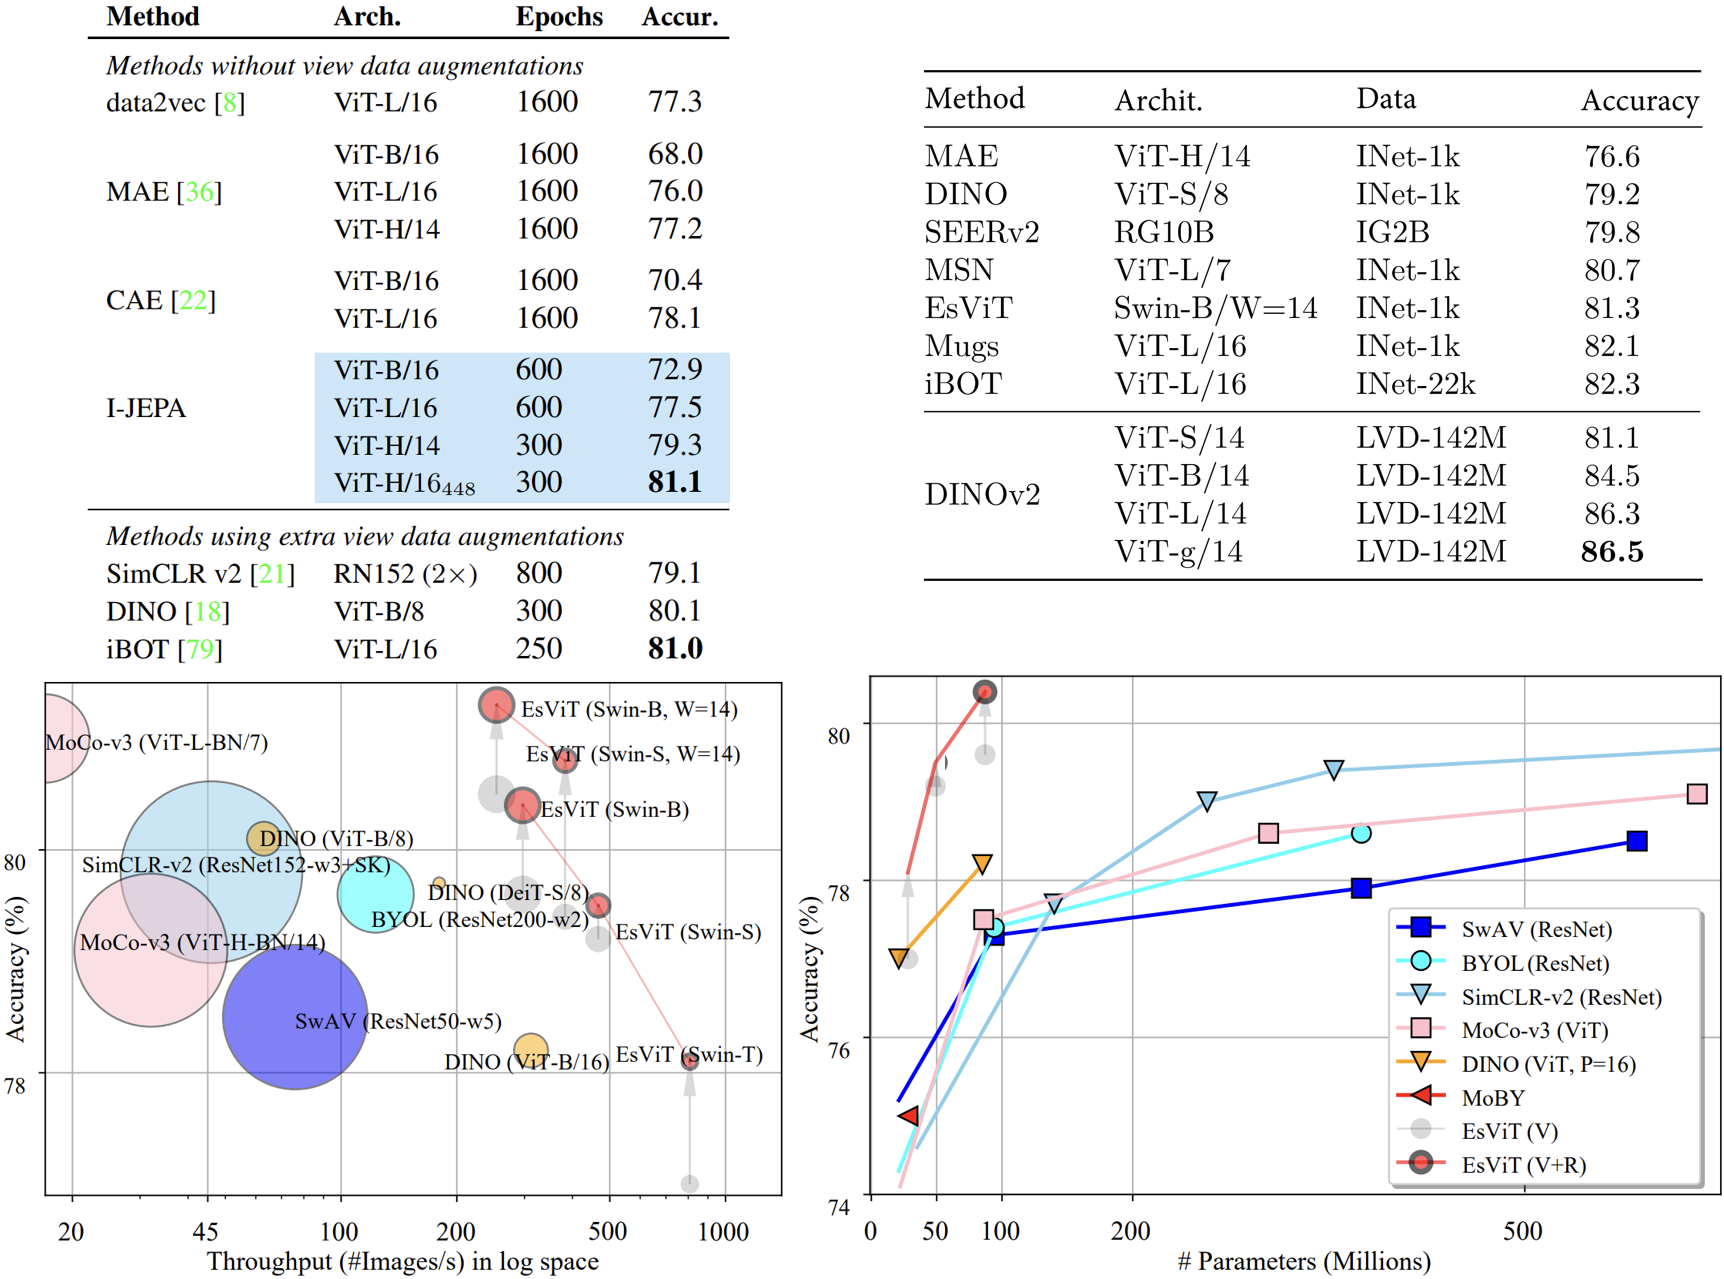 Method Arch. Epochs Accur.
Methods without view data augmentations
data2vec [8] ViT-L/16 1600 77.3
ViT-B/16 1600 68.0
MAE [36] ViT-L/16 1600 76.0
ViT-H/14 1600 77.2
ViT-B/16 1600 70.4
CAE [22]
ViT-L/16 1600 78.1
ViT-B/16 600 72.9
I-JEPA ViT-L/16 600 77.5
ViT-H/14 300 79.3
ViT-H/16₄₄₈ 300 81.1
Methods using extra view data augmentations
SimCLR v2 [21] RN152 (2×) 800 79.1
DINO [18] ViT-B/8 300 80.1
iBOT [79] ViT-L/16 250 81.0
Method Archit. Data Accuracy
MAE ViT-H/14 INet-1k 76.6
DINO ViT-S/8 INet-1k 79.2
SEERv2 RG10B IG2B 79.8
MSN ViT-L/7 INet-1k 80.7
EsViT Swin-B/W=14 INet-1k 81.3
Mugs ViT-L/16 INet-1k 82.1
iBOT ViT-L/16 INet-22k 82.3
ViT-S/14 LVD-142M 81.1
ViT-B/14 LVD-142M 84.5
DINOv2
ViT-L/14 LVD-142M 86.3
ViT-g/14 LVD-142M 86.5
EsViT (Swin-B, W=14)
MoCo-v3 (ViT-L-BN/7)
EsViT (Swin-S, W=14)
EsViT (Swin-B)
DINO (ViT-B/8)
80
SimCLR-v2 (ResNet152-w3+SK)
DINO (DeiT-S/8)
BYOL (ResNet200-w2)
EsViT (Swin-S)
MoCo-v3 (ViT-H-BN/14)
SwAV (ResNet50-w5)
DINO (ViT-B/16)
EsViT (Swin-T)
78
Accuracy (%)
20 45 100 200 500 1000
Throughput (#Images/s) in log space
80
78
76
74
Accuracy (%)
SwAV (ResNet)
BYOL (ResNet)
SimCLR-v2 (ResNet)
MoCo-v3 (ViT)
DINO (ViT, P=16)
MoBY
EsViT (V)
EsViT (V+R)
0 50 100 200 500
# Parameters (Millions)